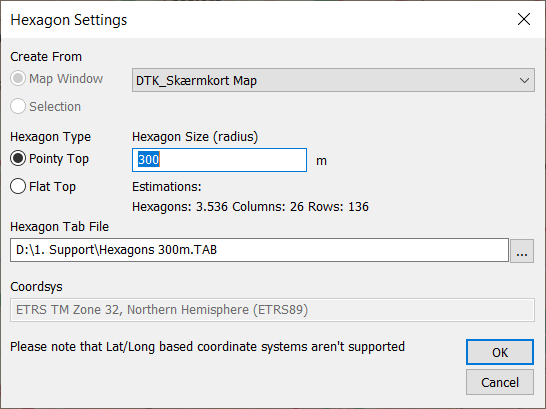 Hexagon Settings
Create From
Map Window
DTK_Skærmkort Map
Selection
Hexagon Type
Hexagon Size (radius)
Pointy Top
300
m
Flat Top
Estimations:
Hexagons: 3.536 Columns: 26 Rows: 136
Hexagon Tab File
D:\1. Support\Hexagons 300m.TAB
...
Coordsys
ETRS TM Zone 32, Northern Hemisphere (ETRS89)
Please note that Lat/Long based coordinate systems aren't supported
OK
Cancel